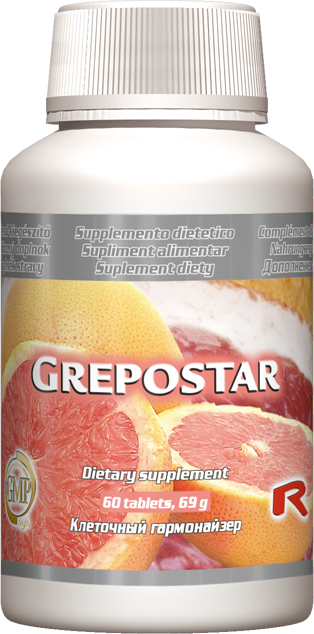 Supplemento dietetico
Supliment alimentar
Suplement diety
GREPOSTAR
Dietary supplement
60 tablets, 69 g
Клеточный гармонайзер
GMP
R